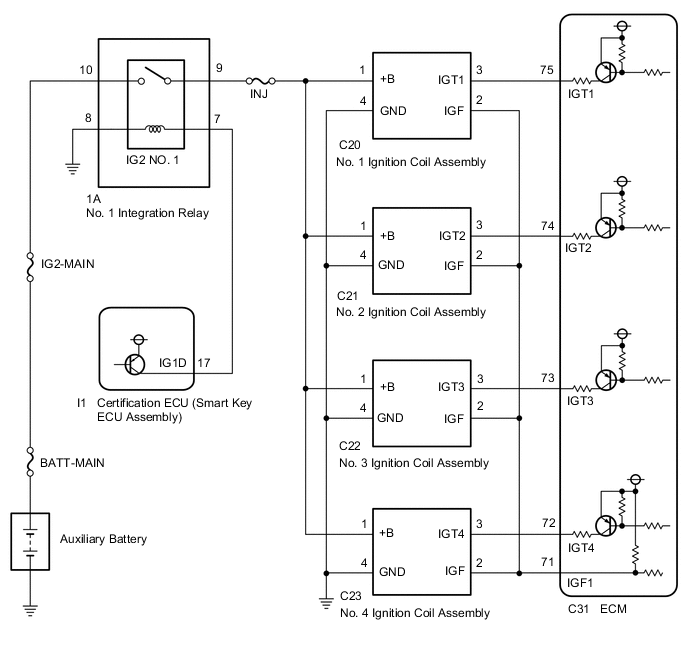 10
9
INJ
8
7
IG2 NO. 1
1A
No. 1 Integration Relay
IG2-MAIN
IG1D
17
I1 Certification ECU (Smart Key
ECU Assembly)
BATT-MAIN
Auxiliary Battery
1
+B
IGT1
3
75
IGT1
4
GND
IGF
2
C20
No. 1 Ignition Coil Assembly
1
+B
IGT2
3
74
IGT2
4
GND
IGF
2
C21
No. 2 Ignition Coil Assembly
1
+B
IGT3
3
73
IGT3
4
GND
IGF
2
C22
No. 3 Ignition Coil Assembly
1
+B
IGT4
3
72
IGT4
4
GND
IGF
2
71
IGF1
C23
No. 4 Ignition Coil Assembly
C31 ECM